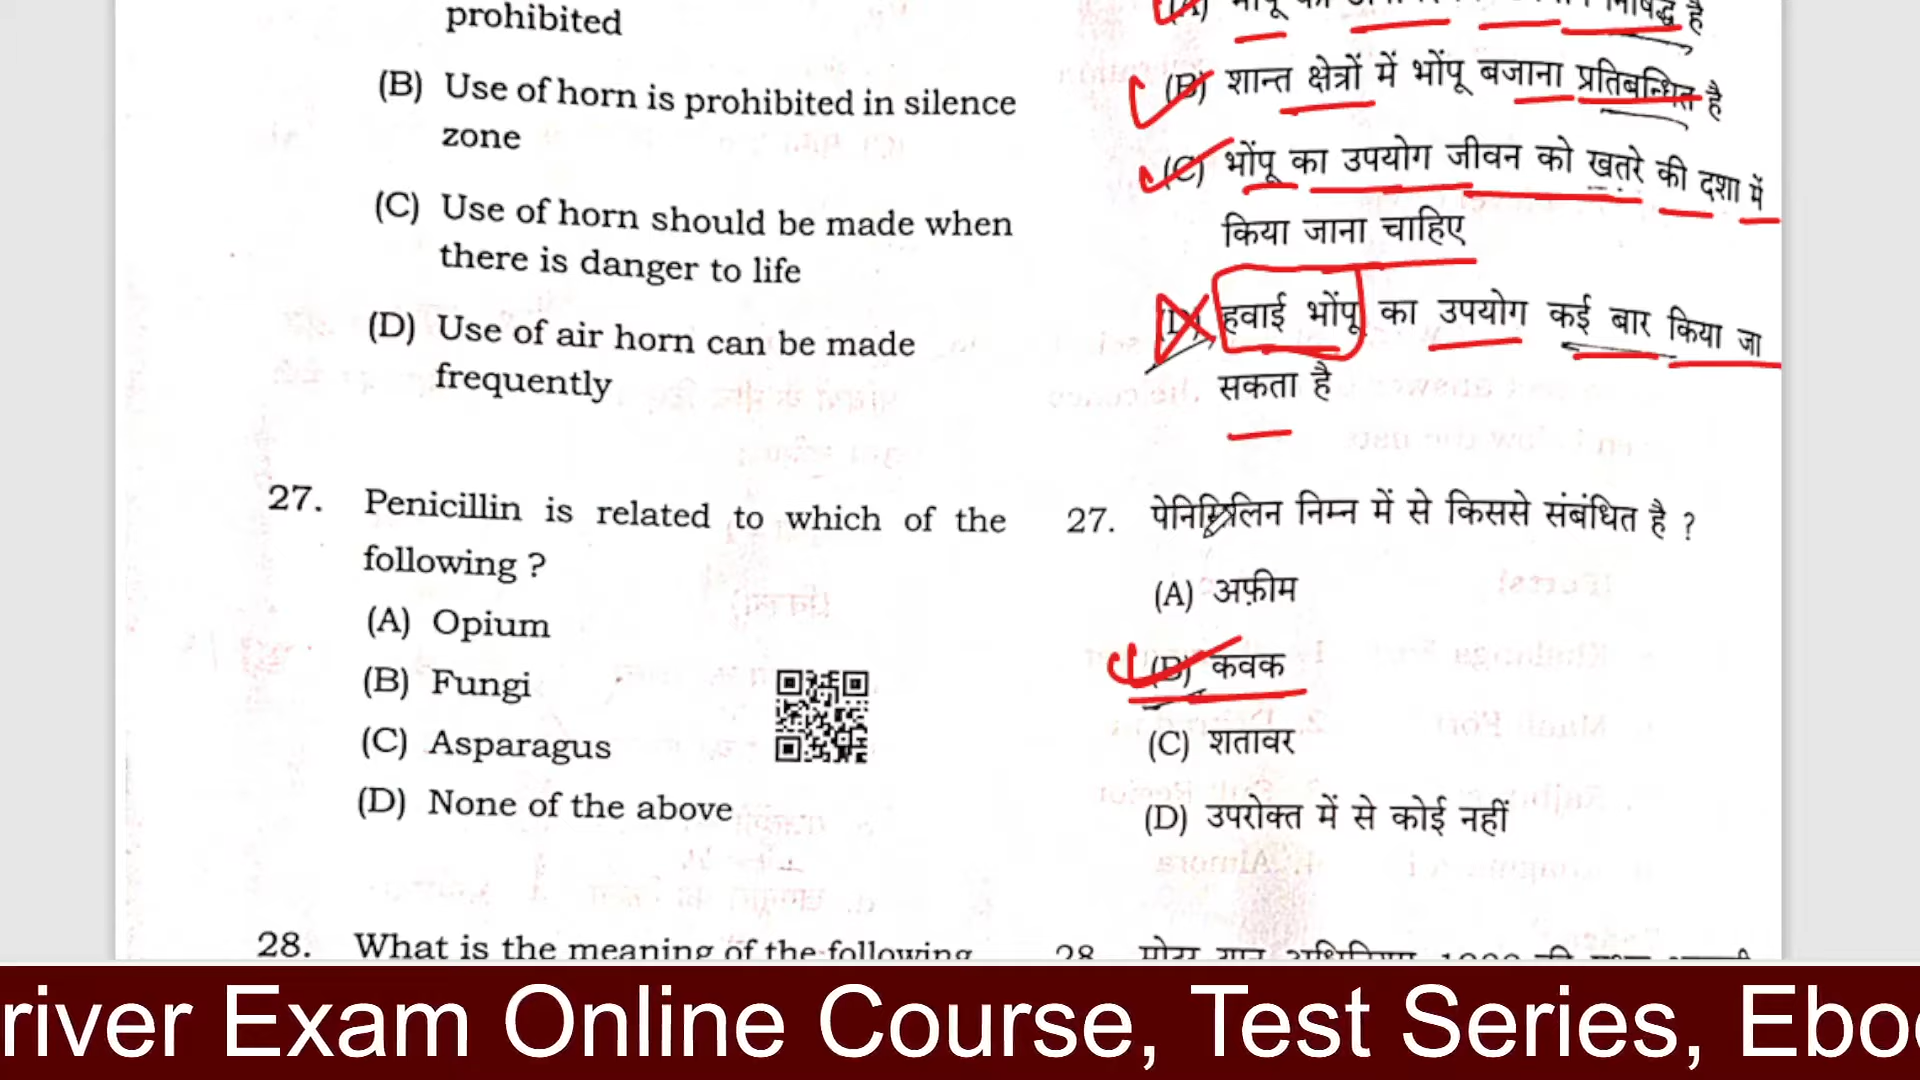 prohibited
(B) Use of horn is prohibited in silence
zone
(C) Use of horn should be made when
there is danger to life
(D) Use of air horn can be made
frequently
27. Penicillin is related to which of the
following ?
(A) Opium
(B) Fungi
(C) Asparagus
(D) None of the above
28. What is the meaning of the following
(A) निषिद्ध है
(B) शान्त क्षेत्रों में भोंपू बजाना प्रतिबन्धित है
(C) भोंपू का उपयोग जीवन को खतरे की दशा में
किया जाना चाहिए
(D) हवाई भोंपू का उपयोग कई बार किया जा
सकता है
27. पेनिसिलिन निम्न में से किससे संबंधित है ?
(A) अफ़ीम
(B) कवक
(C) शतावर
(D) उपरोक्त में से कोई नहीं
28.
river Exam Online Course, Test Series, Eboo